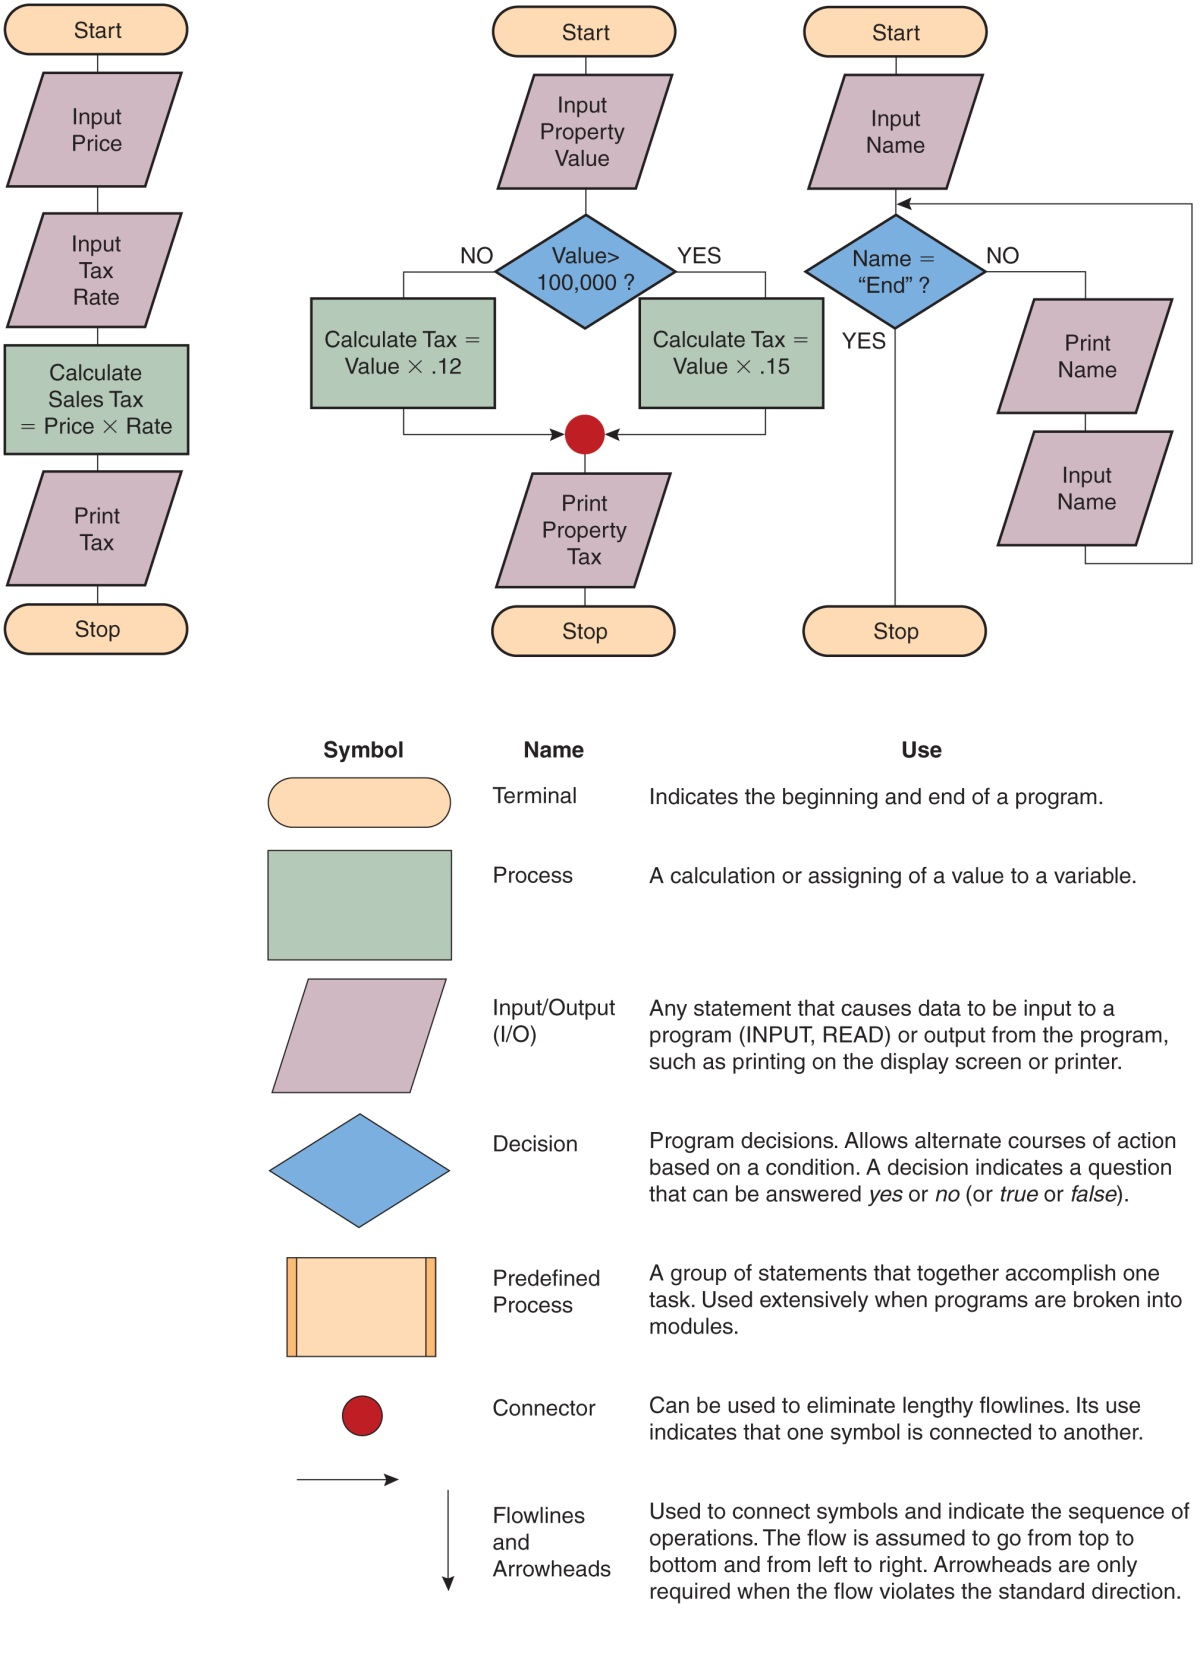 Start
Input
Price
Input
Tax
Rate
Calculate
Sales Tax
= Price × Rate
Print
Tax
Stop
Start
Input
Property
Value
Value>
100,000 ?
NO
YES
Calculate Tax =
Value × .12
Calculate Tax =
Value × .15
Print
Property
Tax
Stop
Start
Input
Name
Name =
“End” ?
NO
YES
Print
Name
Input
Name
Stop
Symbol Name Use
Terminal
Indicates the beginning and end of a program.
Process
A calculation or assigning of a value to a variable.
Input/Output
(I/O)
Any statement that causes data to be input to a
program (INPUT, READ) or output from the program,
such as printing on the display screen or printer.
Decision
Program decisions. Allows alternate courses of action
based on a condition. A decision indicates a question
that can be answered yes or no (or true or false).
Predefined
Process
A group of statements that together accomplish one
task. Used extensively when programs are broken into
modules.
Connector
Can be used to eliminate lengthy flowlines. Its use
indicates that one symbol is connected to another.
Flowlines
and
Arrowheads
Used to connect symbols and indicate the sequence of
operations. The flow is assumed to go from top to
bottom and from left to right. Arrowheads are only
required when the flow violates the standard direction.